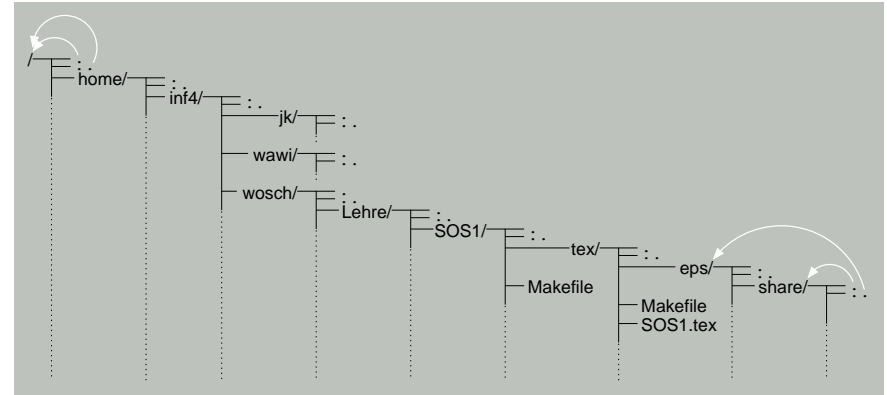 /
.
..
home/
.
..
inf4/
.
..
jk/
.
..
wawi/
.
..
wosch/
.
..
Lehre/
.
..
SOS1/
.
..
tex/
.
..
eps/
.
..
share/
.
..
Makefile
Makefile
SOS1.tex